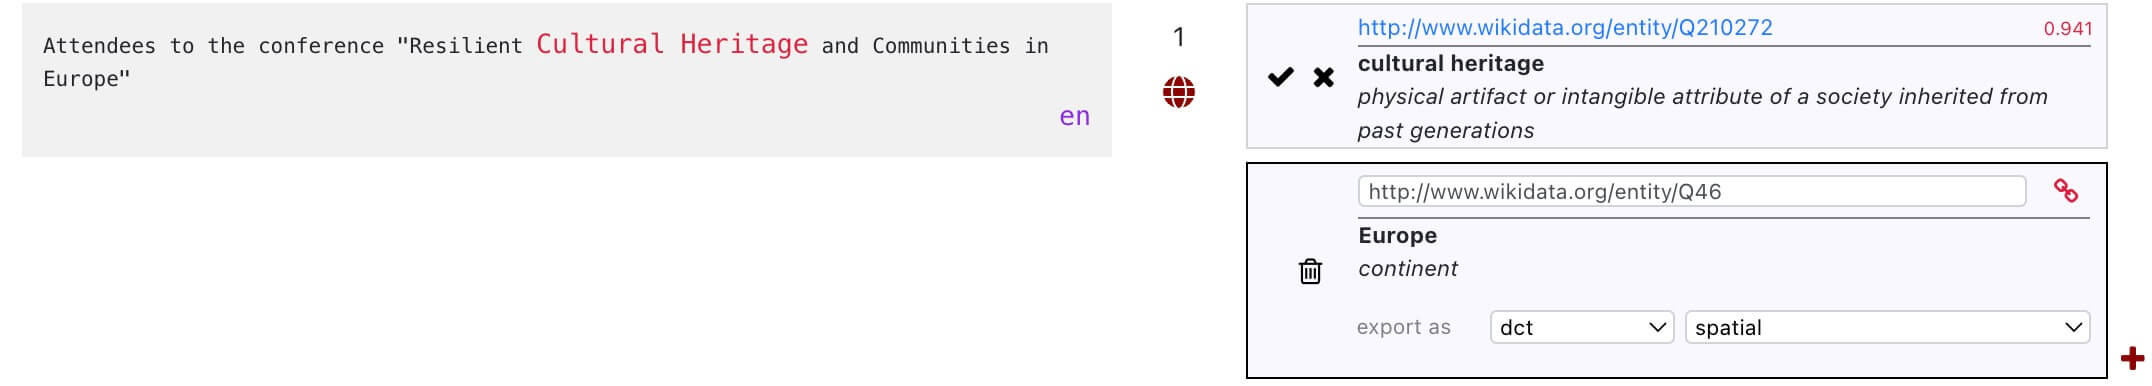 Attendees to the conference "Resilient Cultural Heritage and Communities in
Europe"
en
1
http://www.wikidata.org/entity/Q210272 0.941
cultural heritage
physical artifact or intangible attribute of a society inherited from
past generations
http://www.wikidata.org/entity/Q46
Europe
continent
export as dct spatial